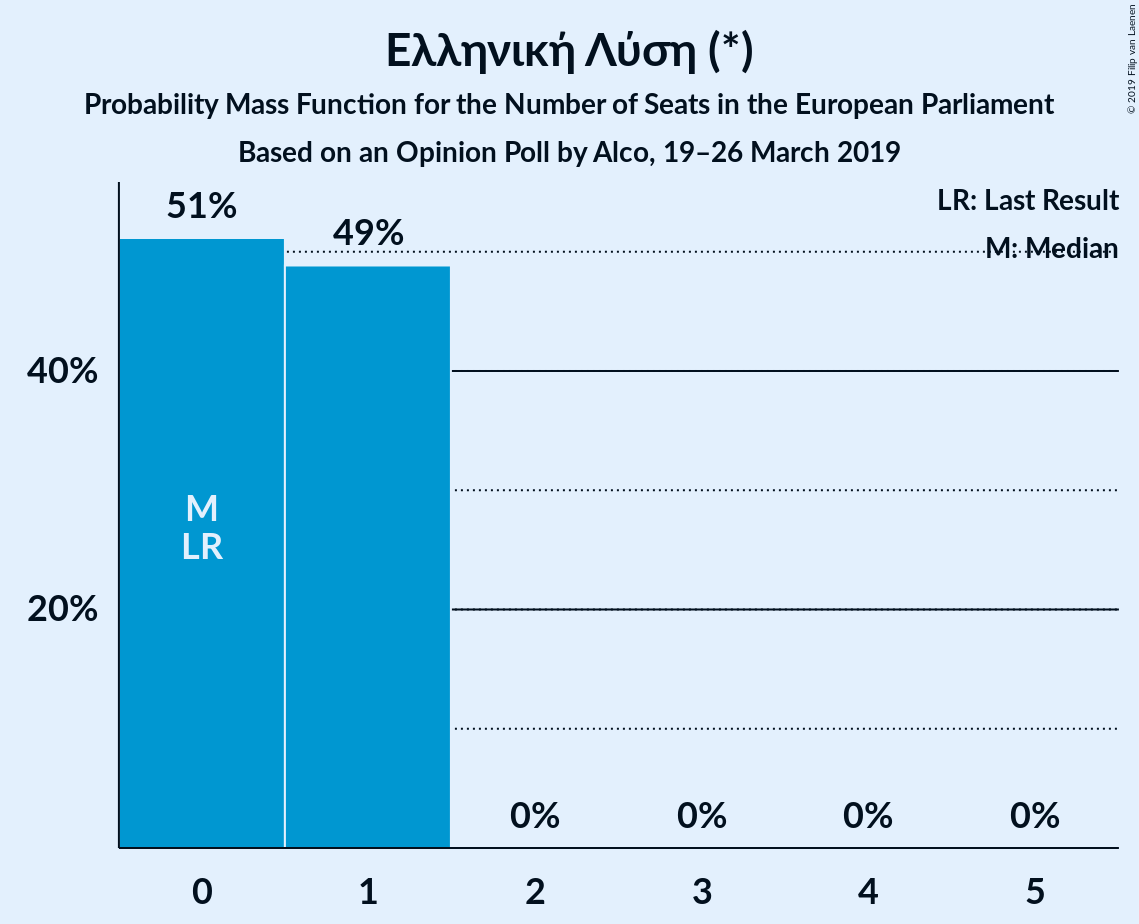 Ελληνική Λύση (*)
Probability Mass Function for the Number of Seats in the European Parliament
Based on an Opinion Poll by Alco, 19–26 March 2019
© 2019 Filip van Laenen
LR: Last Result
M: Median
51%
49%
40%
20%
M
LR
0%
0%
0%
0%
0
1
2
3
4
5